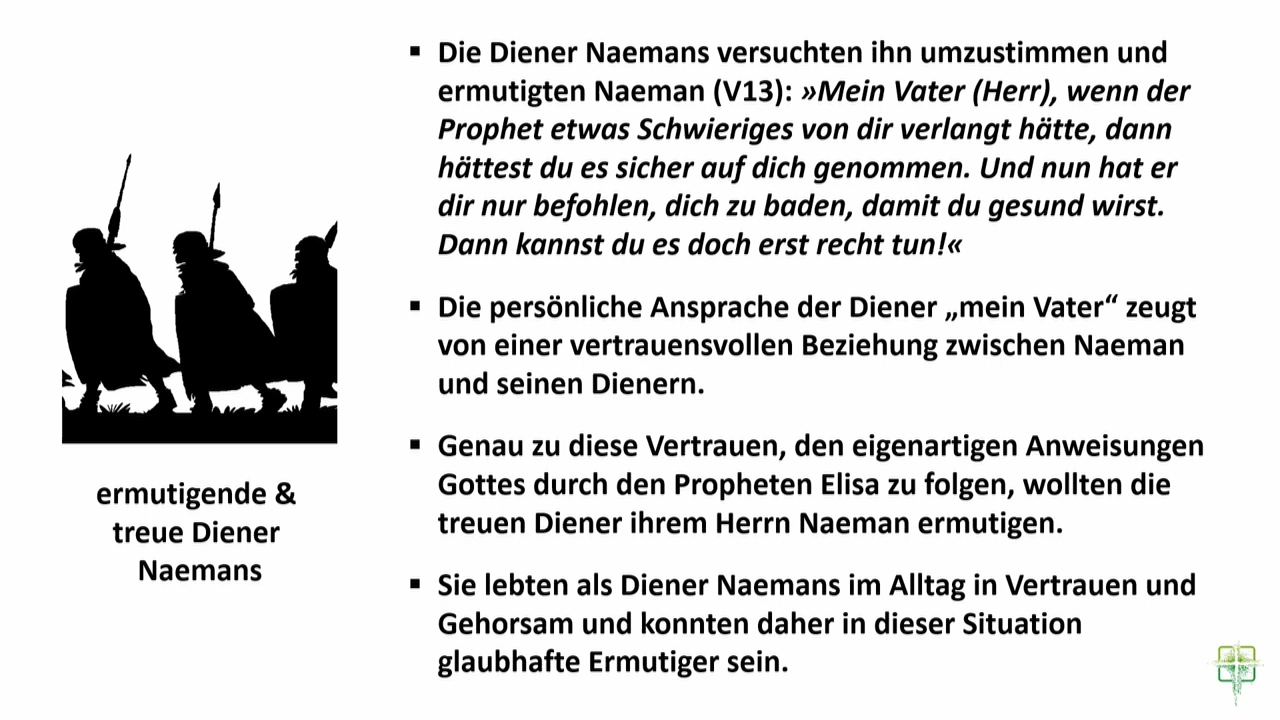 ▪ Die Diener Naemans versuchten ihn umzustimmen und
ermutigten Naeman (V13): »Mein Vater (Herr), wenn der
Prophet etwas Schwieriges von dir verlangt hätte, dann
hättest du es sicher auf dich genommen. Und nun hat er
dir nur befohlen, dich zu baden, damit du gesund wirst.
Dann kannst du es doch erst recht tun!«
▪ Die persönliche Ansprache der Diener „mein Vater“ zeugt
von einer vertrauensvollen Beziehung zwischen Naeman
und seinen Dienern.
▪ Genau zu diese Vertrauen, den eigenartigen Anweisungen
Gottes durch den Propheten Elisa zu folgen, wollten die
treuen Diener ihrem Herrn Naeman ermutigen.
▪ Sie lebten als Diener Naemans im Alltag in Vertrauen und
Gehorsam und konnten daher in dieser Situation
glaubhafte Ermutiger sein.
ermutigende &
treue Diener
Naemans